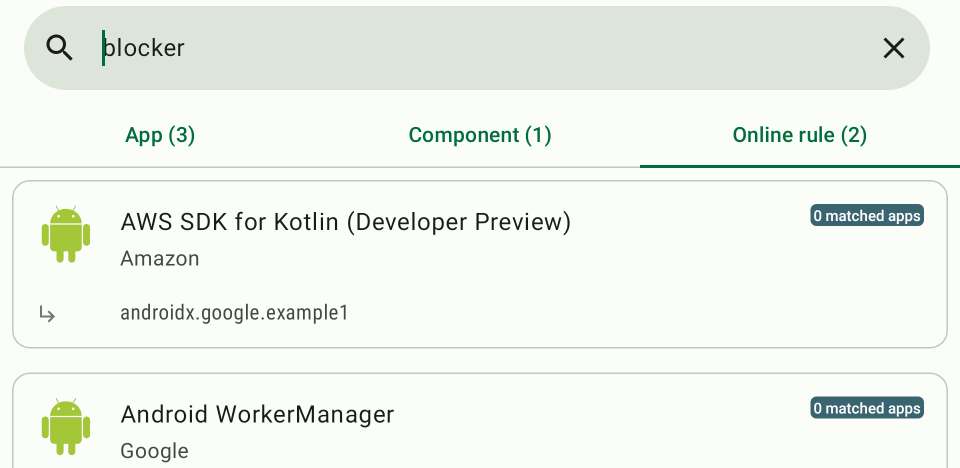 blocker
App (3) Component (1) Online rule (2)
AWS SDK for Kotlin (Developer Preview) 0 matched apps
Amazon
androidx.google.example1
Android WorkerManager 0 matched apps
Google